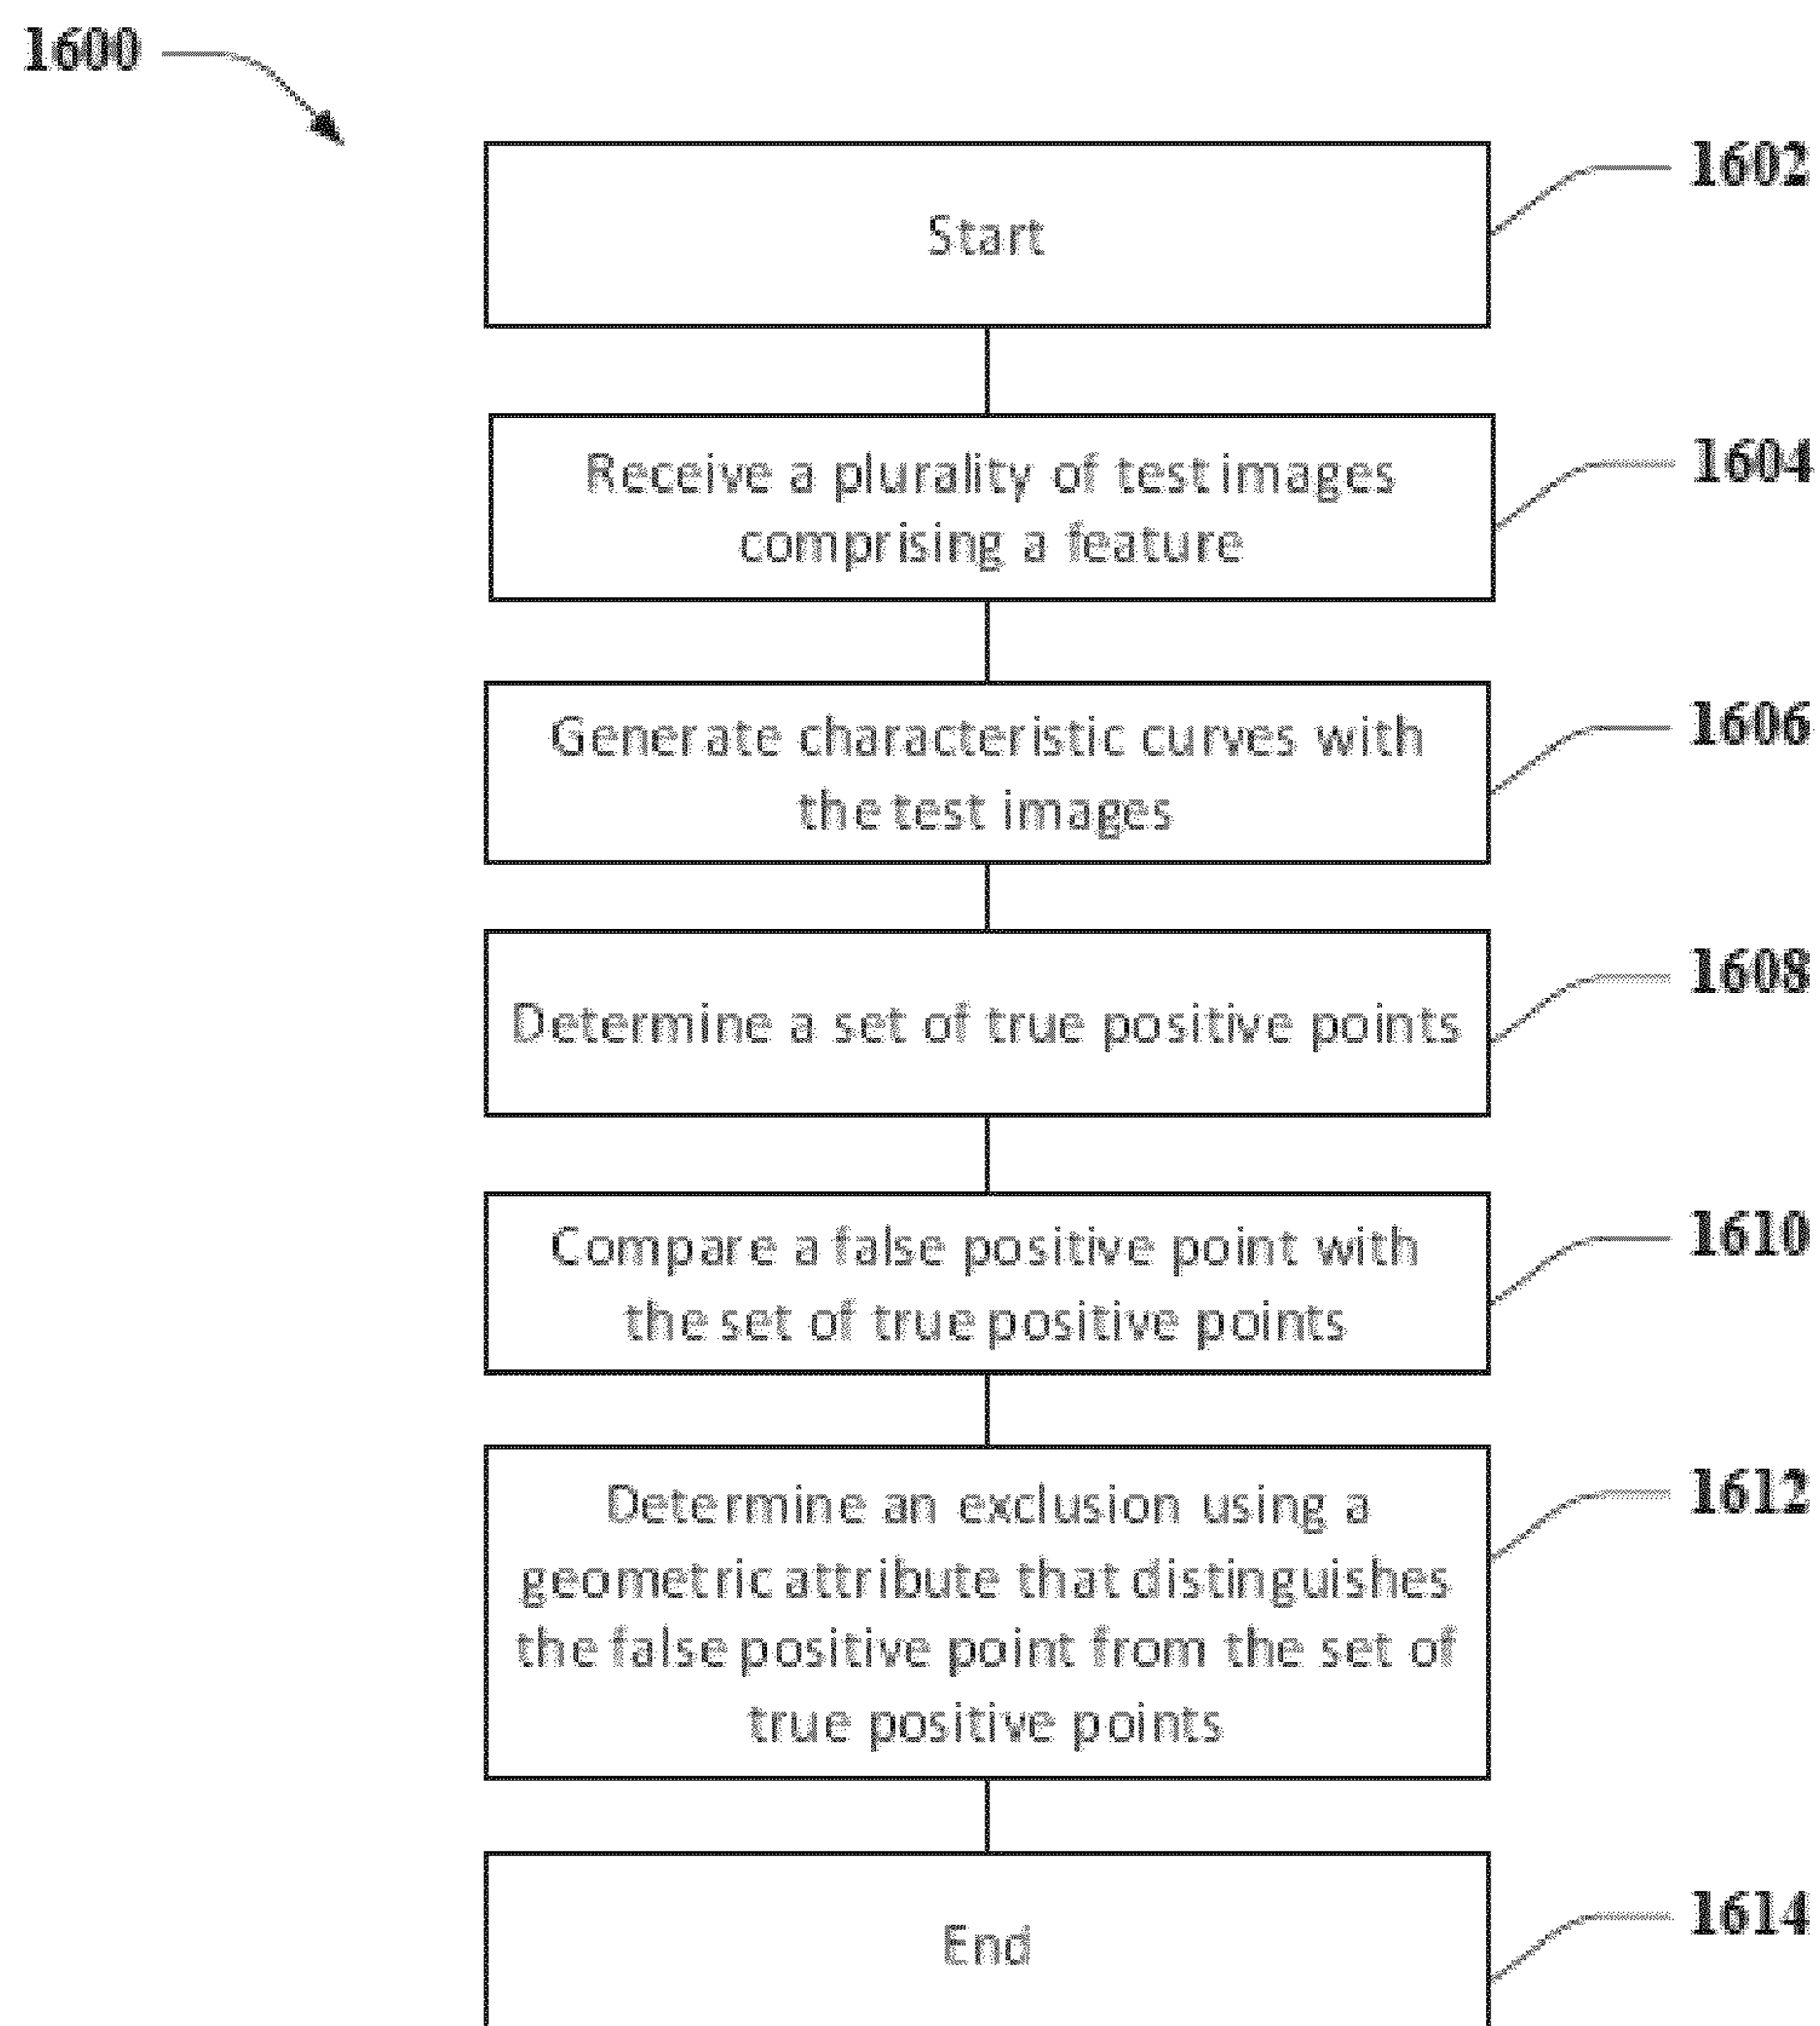 1600
1602
Start
1604
Receive a plurality of test images
comprising a feature
1606
Generate characteristic curves with
the test images
1608
Determine a set of true positive points
1610
Compare a false positive point with
the set of true positive points
1612
Determine an exclusion using a
geometric attribute that distinguishes
the false positive point from the set of
true positive points
1614
End